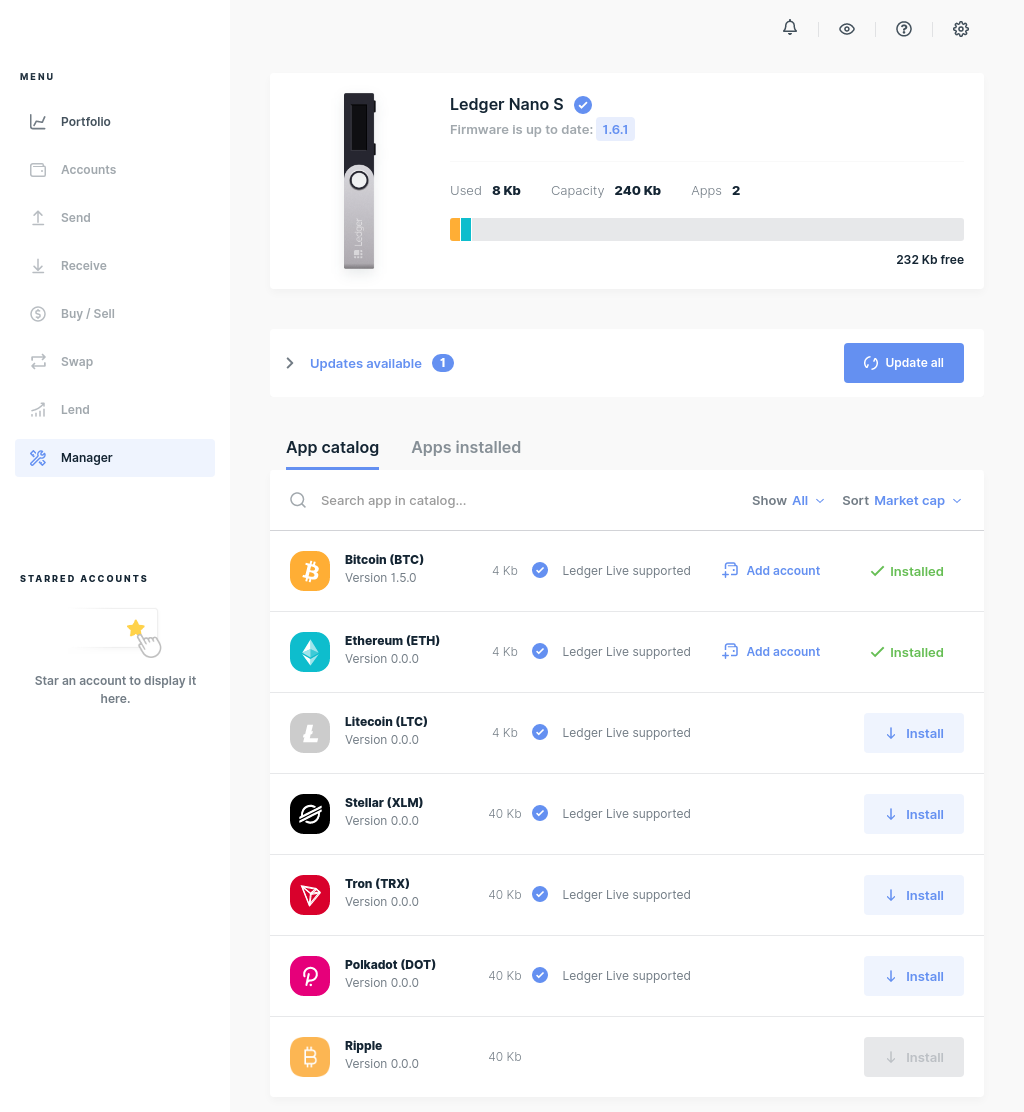 MENU
Portfolio
Accounts
Send
Receive
Buy / Sell
Swap
Lend
Manager
STARRED ACCOUNTS
Star an account to display it
here.
Ledger Nano S
Firmware is up to date: 1.6.1
Used 8 Kb Capacity 240 Kb Apps 2
232 Kb free
Ledger
Updates available 1
Update all
App catalog Apps installed
Search app in catalog...
Show All Sort Market cap
Bitcoin (BTC)
Version 1.5.0
4 Kb Ledger Live supported Add account Installed
Ethereum (ETH)
Version 0.0.0
4 Kb Ledger Live supported Add account Installed
Litecoin (LTC)
Version 0.0.0
4 Kb Ledger Live supported Install
Stellar (XLM)
Version 0.0.0
40 Kb Ledger Live supported Install
Tron (TRX)
Version 0.0.0
40 Kb Ledger Live supported Install
Polkadot (DOT)
Version 0.0.0
40 Kb Ledger Live supported Install
Ripple
Version 0.0.0
40 Kb Install